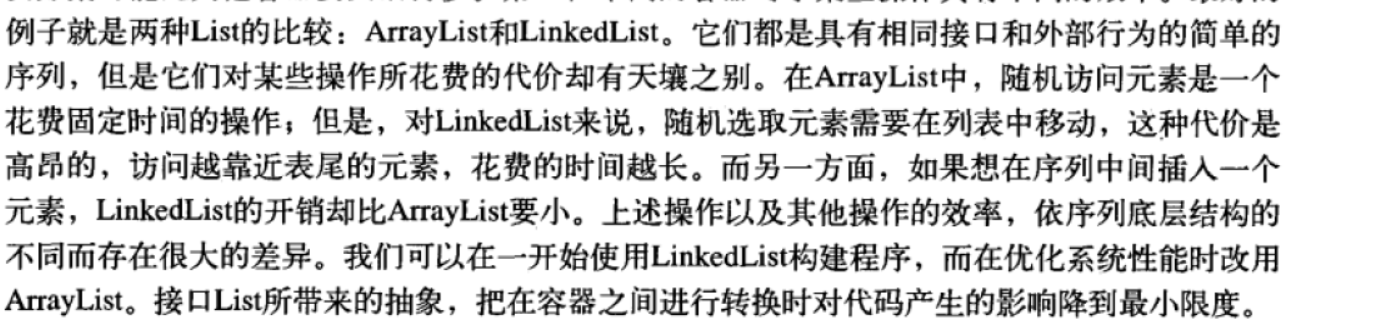 例子就是两种List的比较：ArrayList和LinkedList。它们都是具有相同接口和外部行为的简单的
序列，但是它们对某些操作所花费的代价却有天壤之别。在ArrayList中，随机访问元素是一个
花费固定时间的操作；但是，对LinkedList来说，随机选取元素需要在列表中移动，这种代价是
高昂的，访问越靠近表尾的元素，花费的时间越长。而另一方面，如果想在序列中间插入一个
元素，LinkedList的开销却比ArrayList要小。上述操作以及其他操作的效率，依序列底层结构的
不同而存在很大的差异。我们可以在一开始使用LinkedList构建程序，而在优化系统性能时改用
ArrayList。接口List所带来的抽象，把在容器之间进行转换时对代码产生的影响降到最小限度。